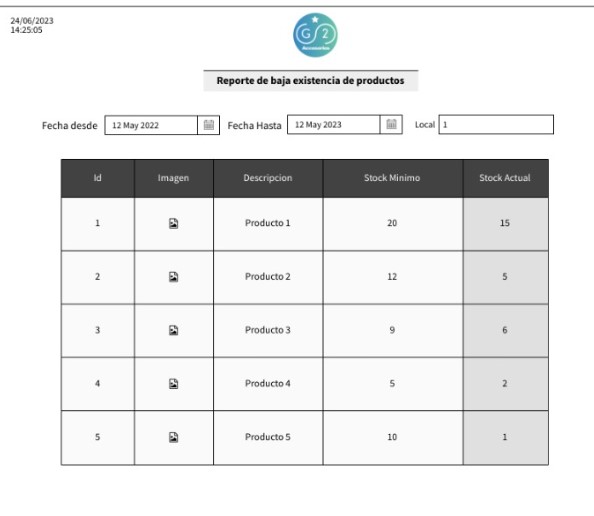 24/06/2023
14:25:05
G/2
Reporte de baja existencia de productos
Fecha desde 12 May 2022 Fecha Hasta 12 May 2023 Local 1
Id Imagen Descripcion Stock Minimo Stock Actual
1 Producto 1 20 15
2 Producto 2 12 5
3 Producto 3 9 6
4 Producto 4 5 2
5 Producto 5 10 1